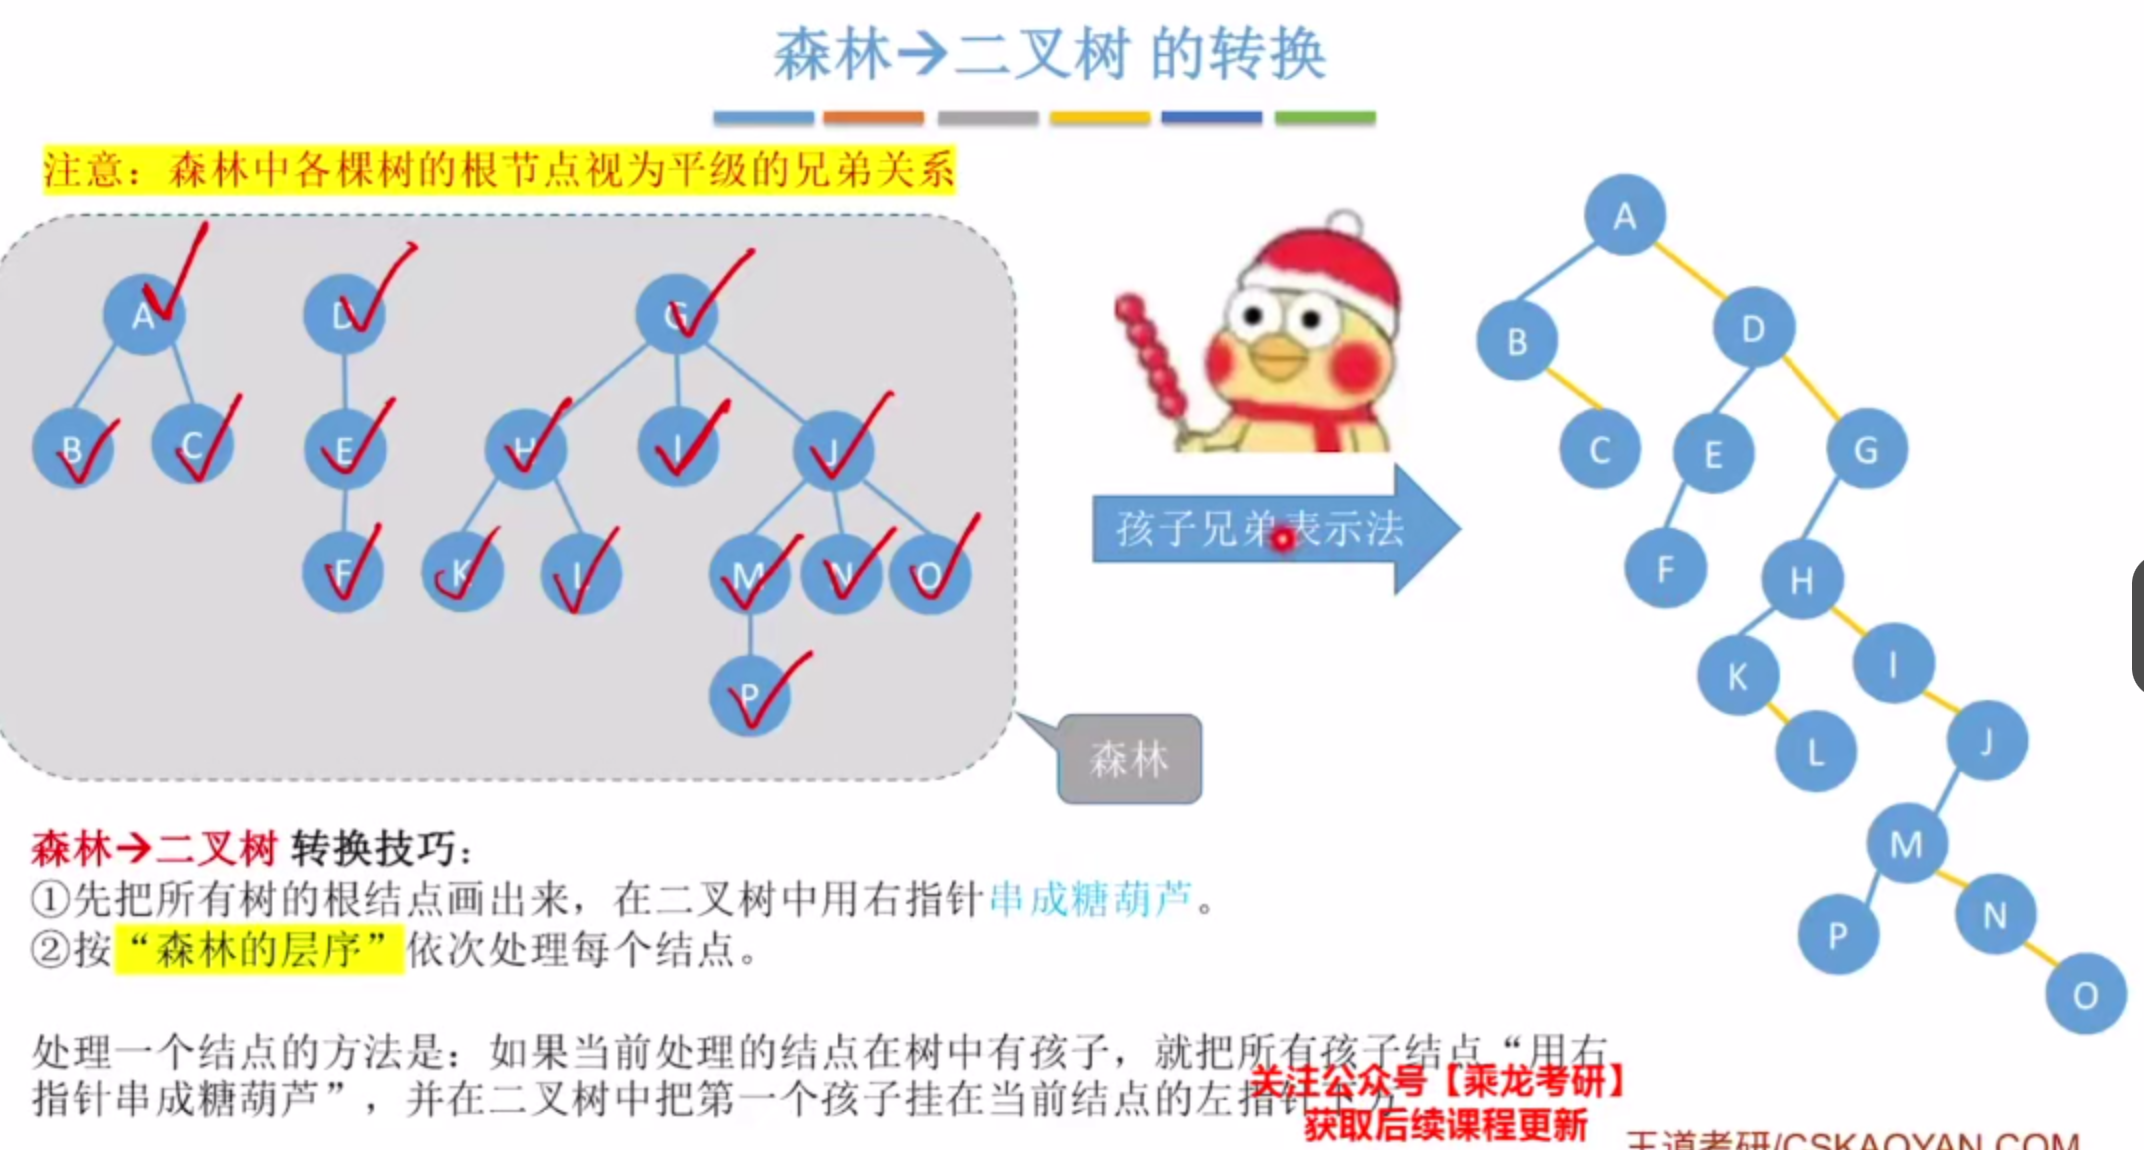 森林→二叉树 的转换
注意：森林中各棵树的根节点视为平级的兄弟关系
A D G
B C E H I J
F K L M N O
P
森林
孩子兄弟表示法
A
B D
C E G
F H
K I
L J
M
P N
O
森林→二叉树 转换技巧：
①先把所有树的根结点画出来，在二叉树中用右指针串成糖葫芦。
②按“森林的层序”依次处理每个结点。
处理一个结点的方法是：如果当前处理的结点在树中有孩子，就把所有孩子结点“用右
指针串成糖葫芦”，并在二叉树中把第一个孩子挂在当前结点的左指针下方
关注公众号【乘龙考研】
获取后续课程更新
王道考研/CSKAOYAN.COM